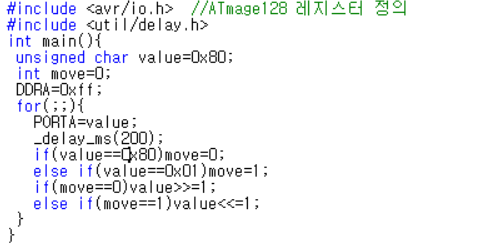 #include <avr/io.h>  //ATmage128 레지스터 정의
#include <util/delay.h>
int main(){
 unsigned char value=0x80;
 int move=0;
 DDRA=0xff;
 for(;;){
   PORTA=value;
   _delay_ms(200);
   if(value==0x80)move=0;
   else if(value==0x01)move=1;
   if(move==0)value>>=1;
   else if(move==1)value<<=1;
 }
}